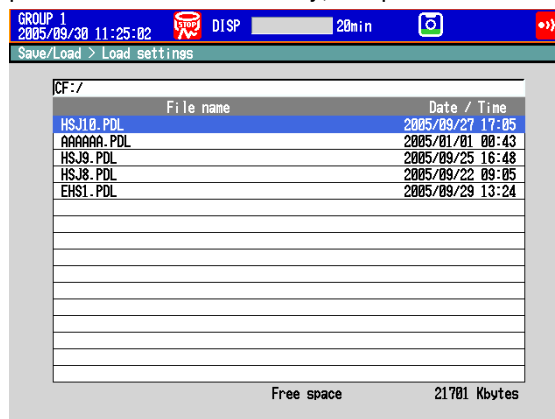 GROUP 1
2005/09/30 11:25:02 STOP DISP 20min
Save/Load > Load settings
CF:/
File name Date / Time
HSJ10.PDL 2005/09/27 17:05
AAAAAA.PDL 2005/01/01 00:43
HSJ9.PDL 2005/09/25 16:48
HSJ8.PDL 2005/09/22 09:05
EHS1.PDL 2005/09/29 13:24
Free space 21701 Kbytes